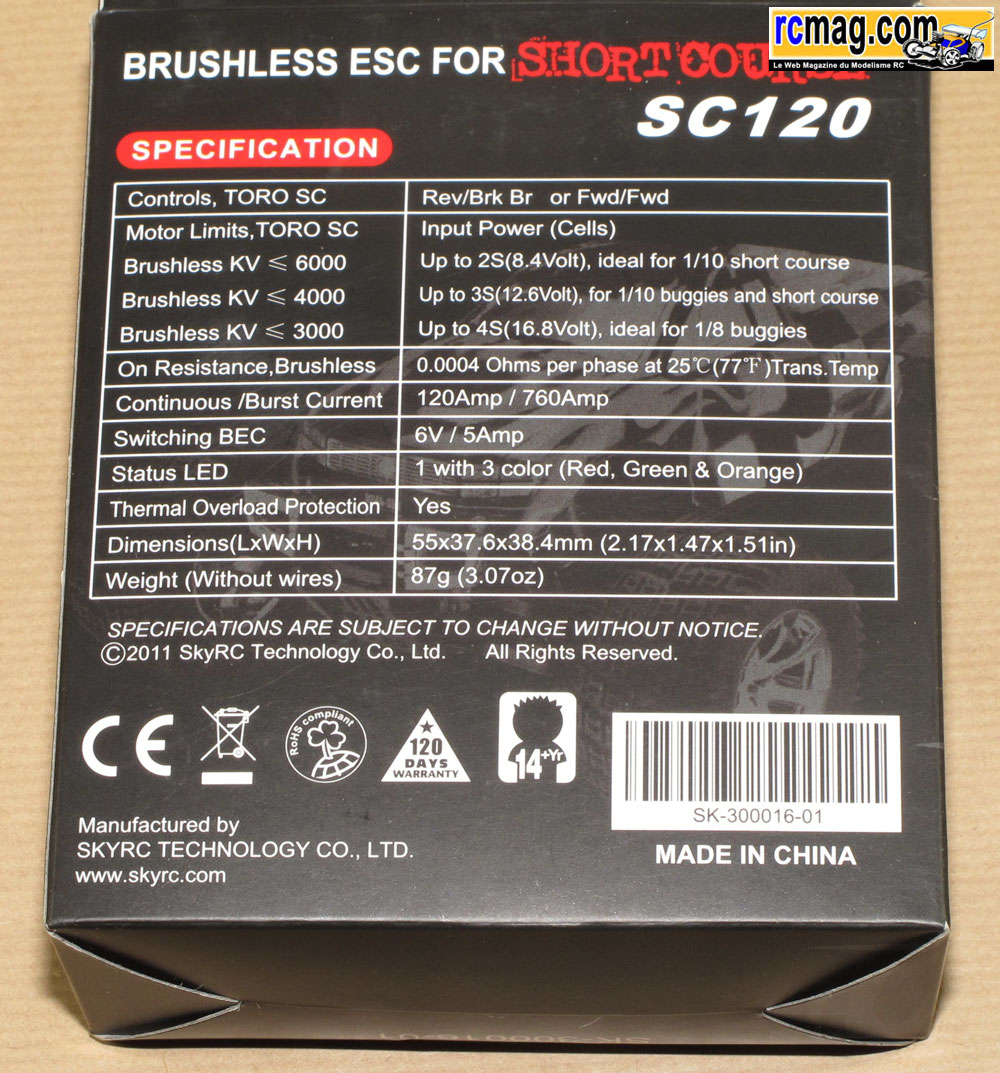 rcmag.com
Le Web Magazine du Modelisme RC
BRUSHLESS ESC FOR SHORT COURSE
SC120
SPECIFICATION
Controls, TORO SC Rev/Brk Br or Fwd/Fwd
Motor Limits,TORO SC Input Power (Cells)
Brushless KV ≤ 6000 Up to 2S(8.4Volt), ideal for 1/10 short course
Brushless KV ≤ 4000 Up to 3S(12.6Volt), for 1/10 buggies and short course
Brushless KV ≤ 3000 Up to 4S(16.8Volt), ideal for 1/8 buggies
On Resistance,Brushless 0.0004 Ohms per phase at 25℃(77℉)Trans.Temp
Continuous /Burst Current 120Amp / 760Amp
Switching BEC 6V / 5Amp
Status LED 1 with 3 color (Red, Green & Orange)
Thermal Overload Protection Yes
Dimensions(LxWxH) 55x37.6x38.4mm (2.17x1.47x1.51in)
Weight (Without wires) 87g (3.07oz)
SPECIFICATIONS ARE SUBJECT TO CHANGE WITHOUT NOTICE.
©2011 SkyRC Technology Co., Ltd. All Rights Reserved.
CE
RoHS compliant
120
DAYS
WARRANTY
14+Yr
SK-300016-01
Manufactured by
SKYRC TECHNOLOGY CO., LTD.
www.skyrc.com
MADE IN CHINA
SK-300016-01